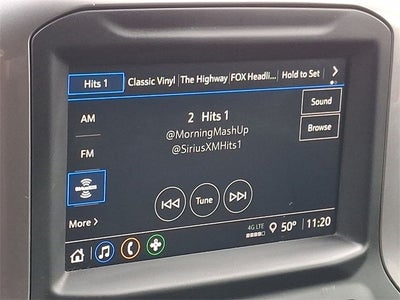 Hits 1 Classic Vinyl The Highway FOX Headli... Hold to Set
AM
2 Hits 1
Sound
@MorningMashUp
Browse
@SiriusXMHits1
FM
SiriusXM
Tune
More
4G LTE
50° 11:20